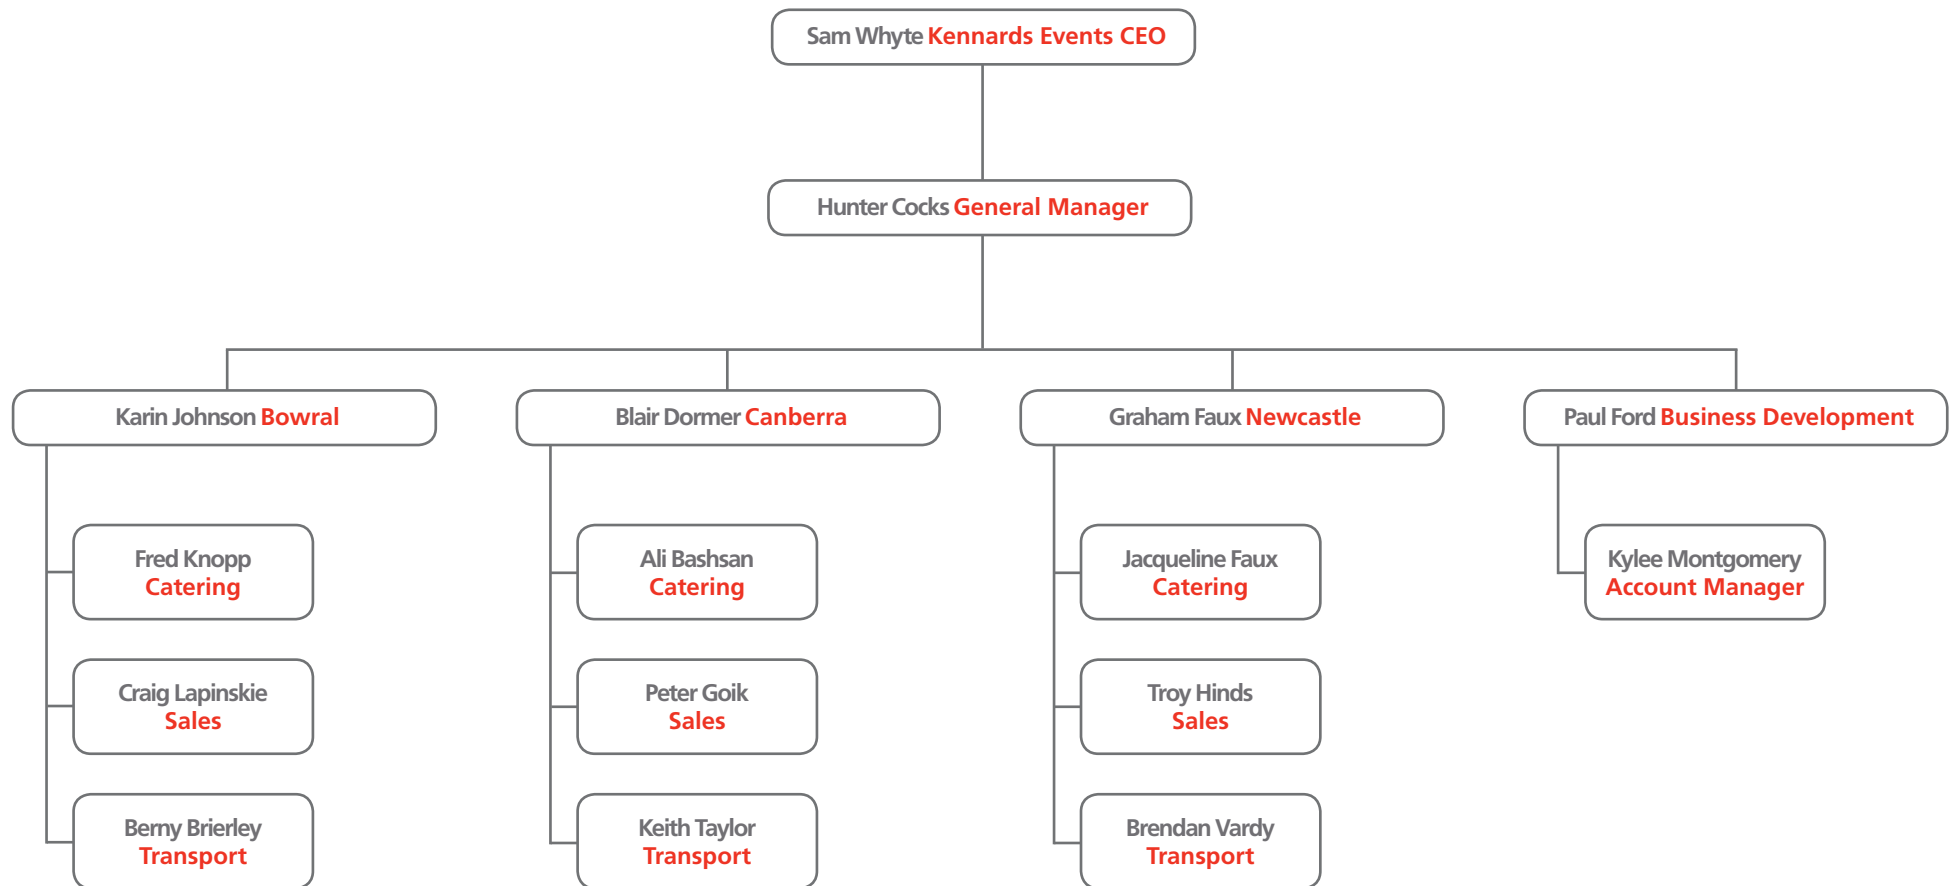 Sam Whyte Kennards Events CEO
Hunter Cocks General Manager
Karin Johnson Bowral
Blair Dormer Canberra
Graham Faux Newcastle
Paul Ford Business Development
Fred Knopp
Catering
Ali Bashsan
Catering
Jacqueline Faux
Catering
Kylee Montgomery
Account Manager
Craig Lapinskie
Sales
Peter Goik
Sales
Troy Hinds
Sales
Berny Brierley
Transport
Keith Taylor
Transport
Brendan Vardy
Transport